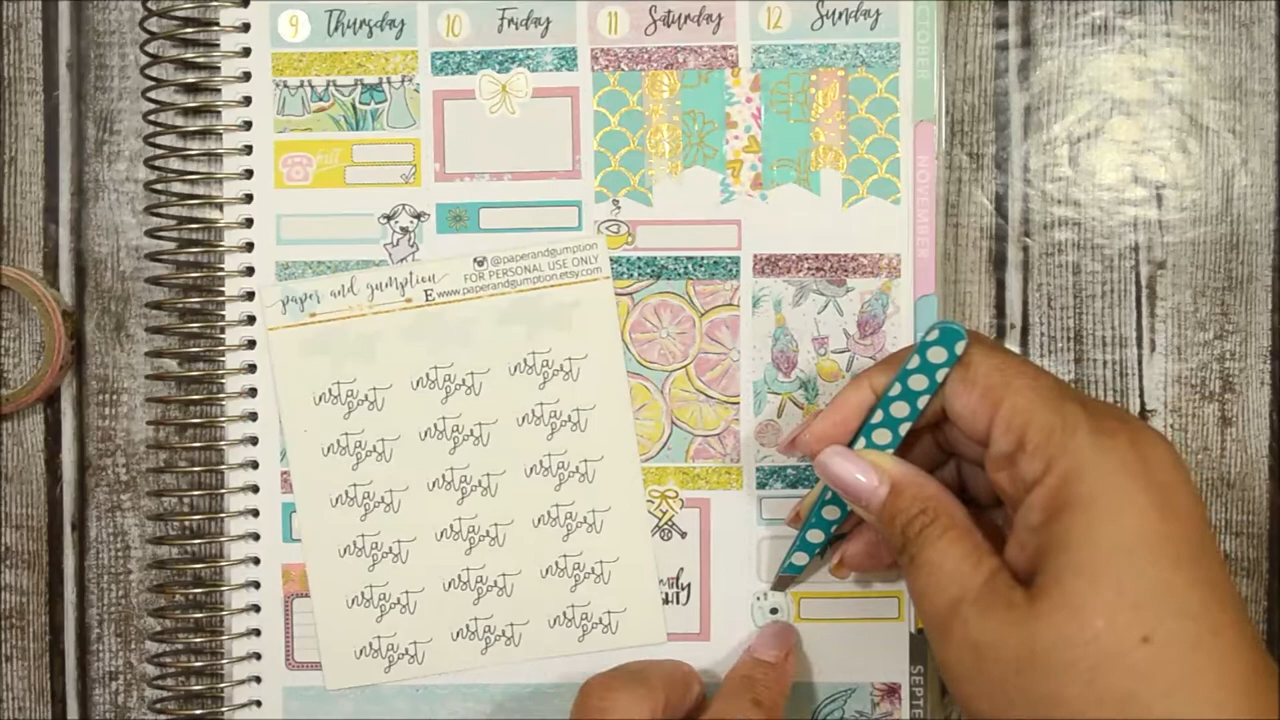 9 Thursday
10 Friday
11 Saturday
12 Sunday
OCTOBER
NOVEMBER
bill
paper and gumption
@paperandgumption
FOR PERSONAL USE ONLY
E www.paperandgumption.etsy.com
insta post insta post insta post
insta post insta post insta post
insta post insta post insta post
insta post insta post insta post
insta post insta post insta post
insta post insta post insta post
SEPTE